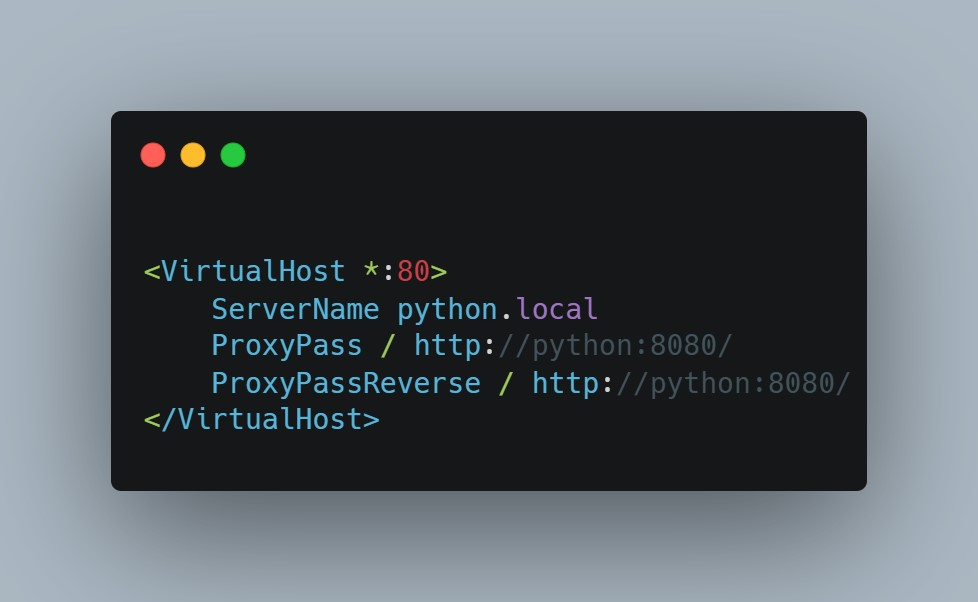 <VirtualHost *:80>
    ServerName python.local
    ProxyPass / http://python:8080/
    ProxyPassReverse / http://python:8080/
</VirtualHost>